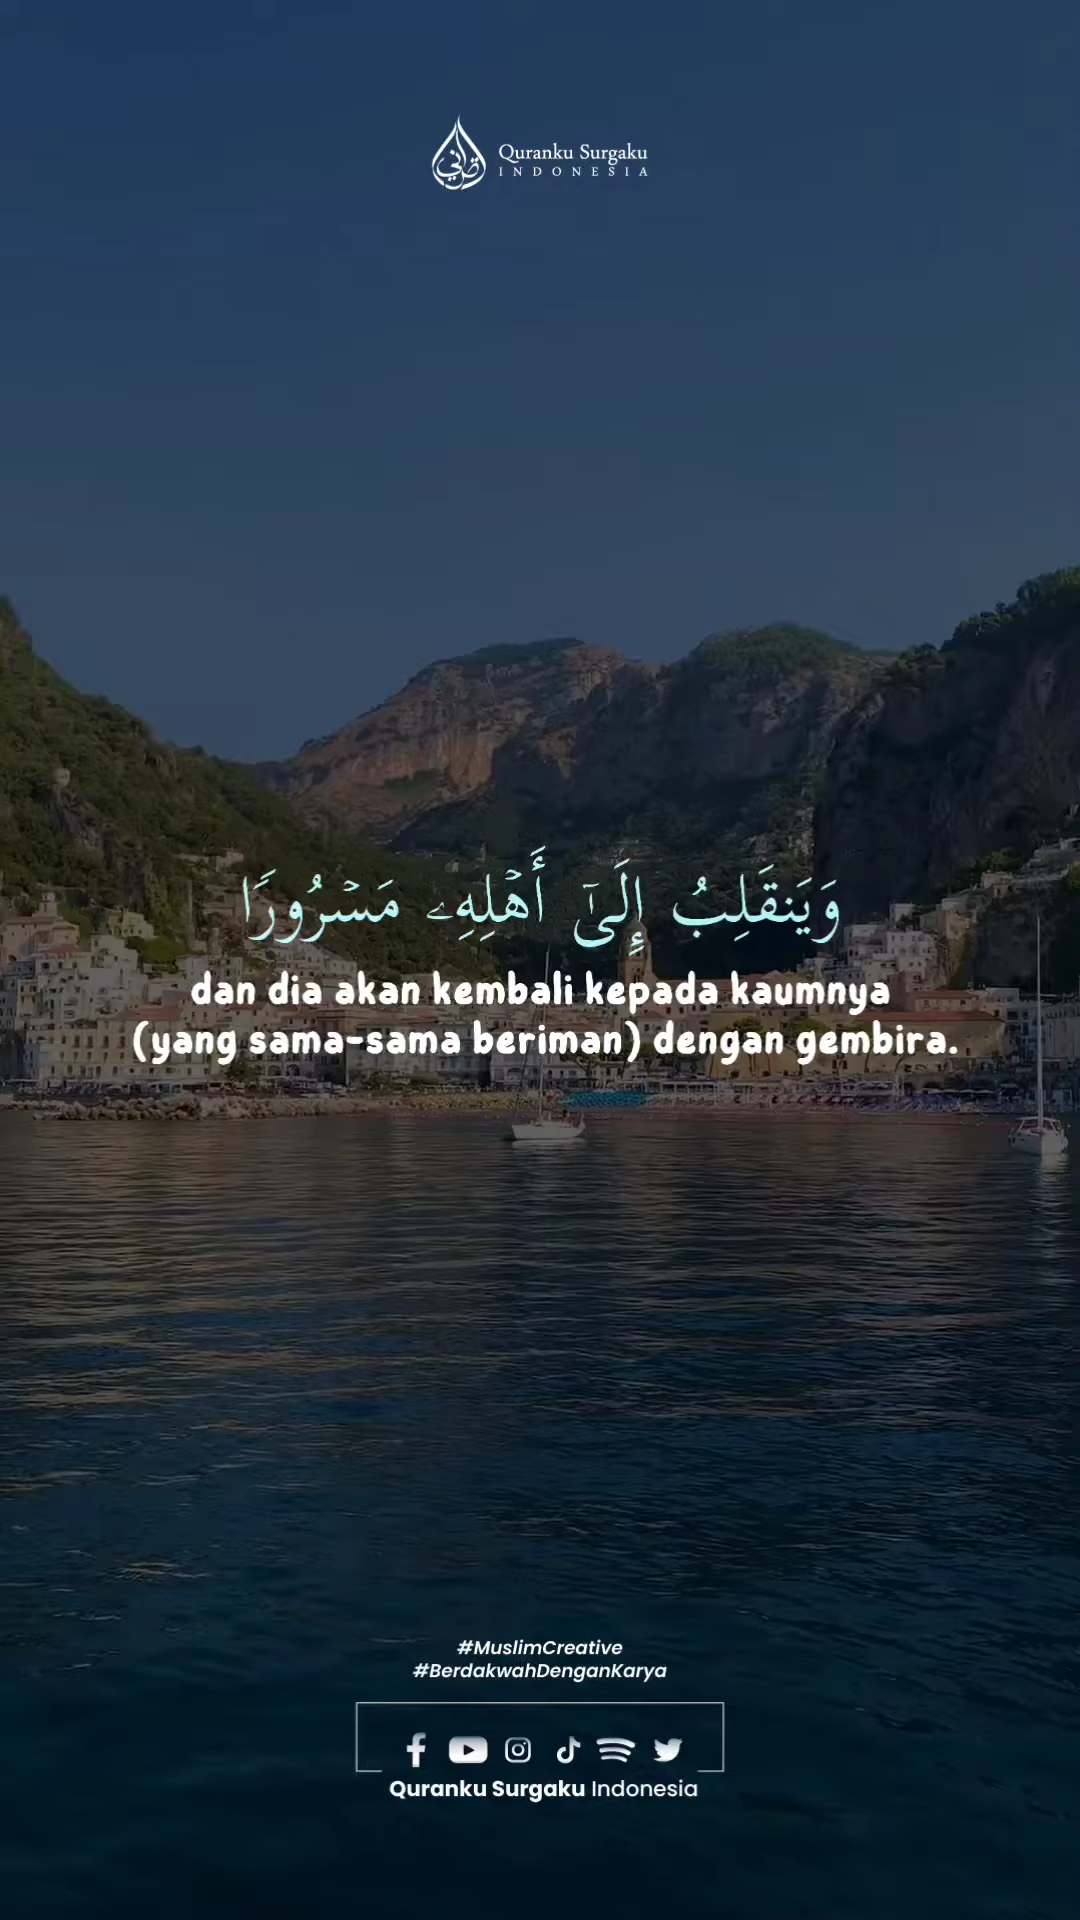 Quranku Surgaku
INDONESIA
وَيَنقَلِبُ إِلَىٰٓ أَهْلِهِۦ مَسْرُورًا
dan dia akan kembali kepada kaumnya
(yang sama-sama beriman) dengan gembira.
#MuslimCreative
#BerdakwahDenganKarya
Quranku Surgaku Indonesia